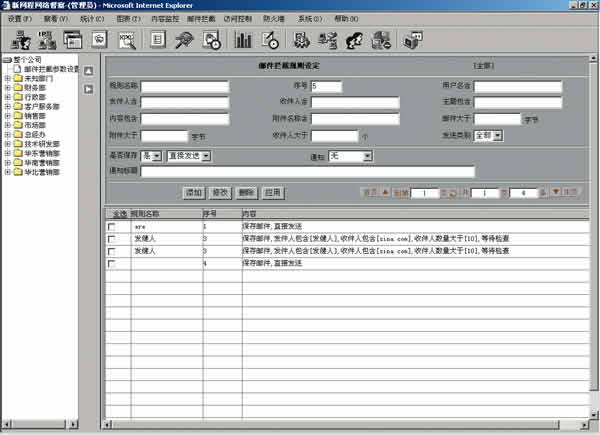 新网程网络督察-(管理员) - Microsoft Internet Explorer
设置(F) 察看(V) 统计(C) 图表(T) 内容监控 邮件拦截 访问控制 防火墙 系统(S) 帮助(H)
整个公司
邮件拦截参数设置
未知部门
财务部
行政部
客户服务部
销售部
市场部
总经办
技术研发部
华东营销部
华南营销部
华北营销部
邮件拦截规则设定 [全部]
规则名称 序号 5 用户名含
发件人含 收件人含 主题包含
内容包含 附件名称含 邮件大于 字节
附件大于 字节 收件人大于 个 发送类别 全部
是否保存 是 直接发送 通知 无
通知标题
添加 修改 删除 应用 首页 到第 1 页 共 1 页 4 条 末页
全选 规则名称 序号 内容
sys 1 保存邮件,直接发送
发健人 3 保存邮件,发件人包含[发健人],收件人包含[sina com],收件人数量大于[10],等待检查
发健人 3 保存邮件,发件人包含[发健人],收件人包含[sina com],收件人数量大于[10],等待检查
4 保存邮件,直接发送